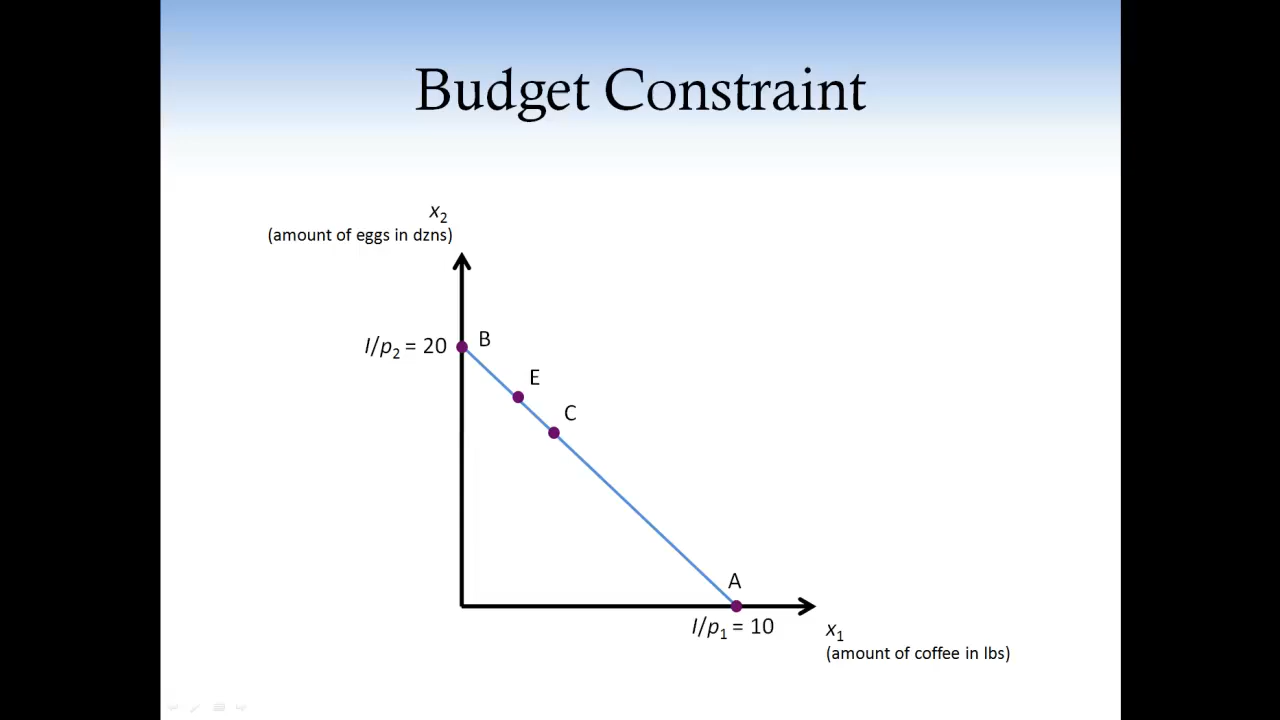 Budget Constraint
x₂
(amount of eggs in dzns)
I/p₂ = 20
B
E
C
A
I/p₁ = 10
x₁
(amount of coffee in lbs)